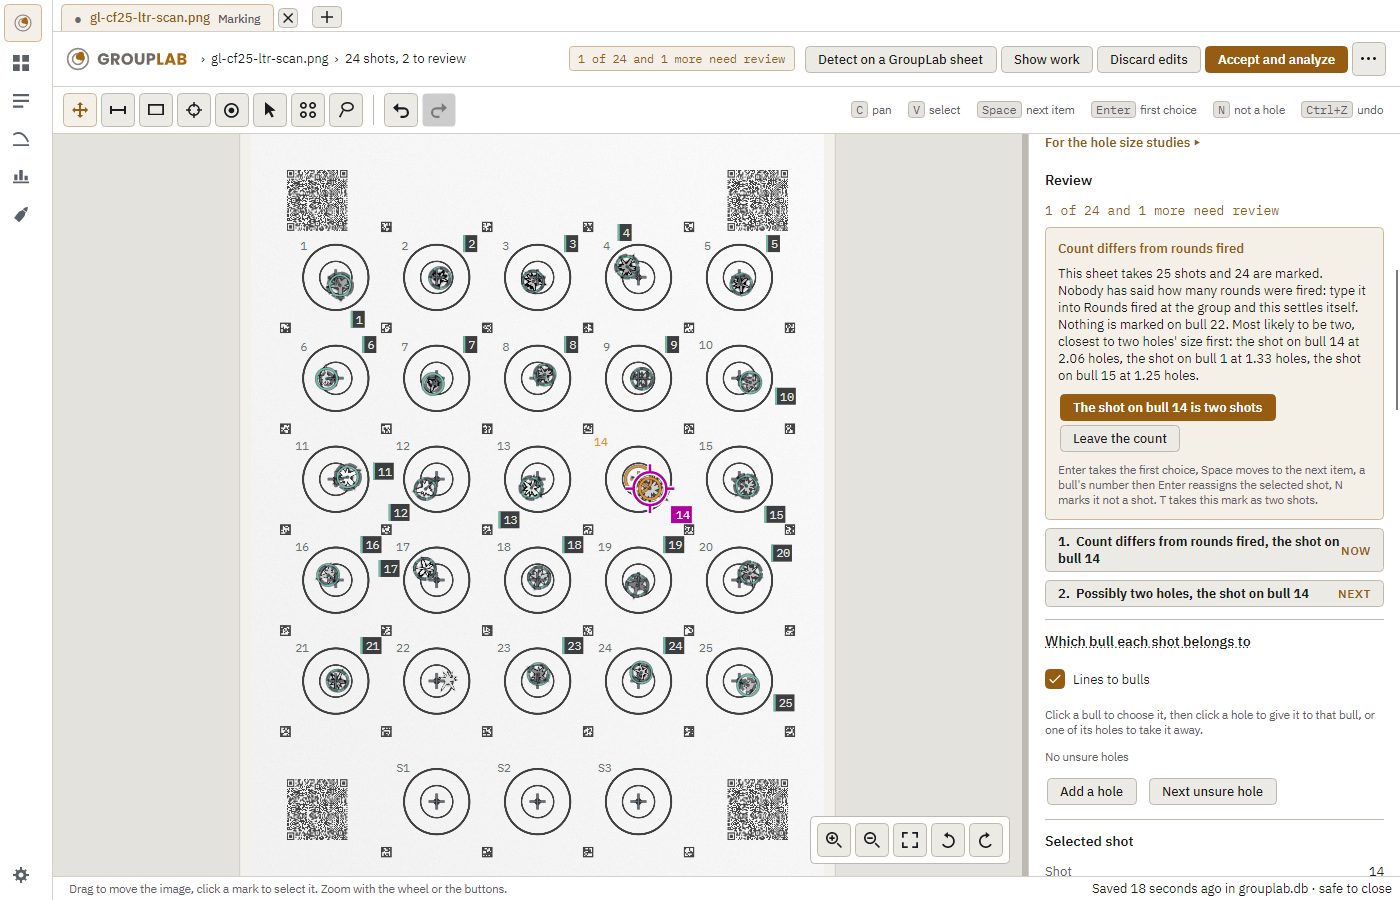 gl-cf25-ltr-scan.png Marking
GROUPLAB › gl-cf25-ltr-scan.png › 24 shots, 2 to review
1 of 24 and 1 more need review
Detect on a GroupLab sheet
Show work
Discard edits
Accept and analyze
C pan V select Space next item Enter first choice N not a hole Ctrl+Z undo
4
1 2 2 3 3 4 5 5
1
6 6 7 7 8 8 9 9 10
10
11 12 13 14 15
11
12 13 14 15
16 16 17 18 18 19 19 20 20
17
21 21 22 23 23 24 24 25
25
S1 S2 S3
For the hole size studies ▸
Review
1 of 24 and 1 more need review
Count differs from rounds fired
This sheet takes 25 shots and 24 are marked.
Nobody has said how many rounds were fired: type it
into Rounds fired at the group and this settles itself.
Nothing is marked on bull 22. Most likely to be two,
closest to two holes' size first: the shot on bull 14 at
2.06 holes, the shot on bull 1 at 1.33 holes, the shot
on bull 15 at 1.25 holes.
The shot on bull 14 is two shots
Leave the count
Enter takes the first choice, Space moves to the next item, a
bull's number then Enter reassigns the selected shot, N
marks it not a shot. T takes this mark as two shots.
1. Count differs from rounds fired, the shot on
bull 14
NOW
2. Possibly two holes, the shot on bull 14 NEXT
Which bull each shot belongs to
Lines to bulls
Click a bull to choose it, then click a hole to give it to that bull, or
one of its holes to take it away.
No unsure holes
Add a hole
Next unsure hole
Selected shot
Shot 14
Drag to move the image, click a mark to select it. Zoom with the wheel or the buttons.
Saved 18 seconds ago in grouplab.db · safe to close